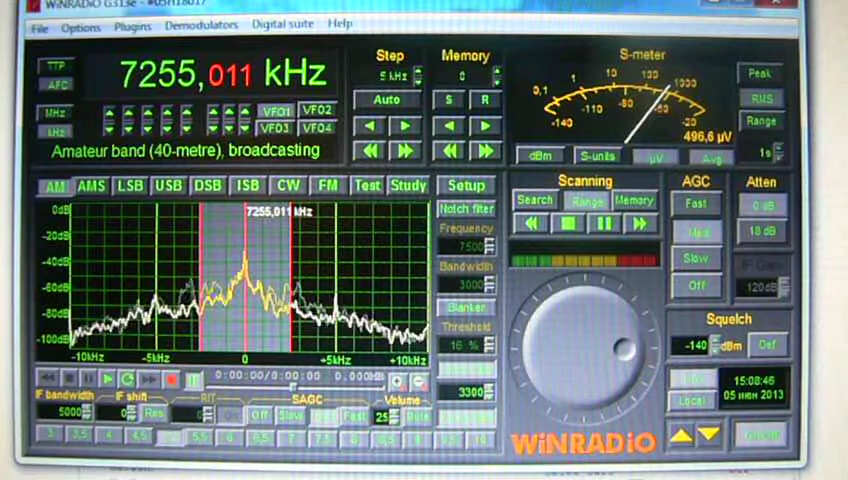 WiNRADiO G313e - #05H18017
File Options Plugins Demodulators Digital suite Help
TTP
AFC
7255,011 kHz
MHz
kHz
VFO1 VFO2
VFO3 VFO4
Amateur band (40-metre), broadcasting
Step
5 kHz
Auto
Memory
0
S R
S-meter
0,1 1 10 100 1000
-140 -110 -80 -50 -20
496,6 µV
dBm S-units µV Avg
Peak
RMS
Range
1s
AM AMS LSB USB DSB ISB CW FM Test Study
0dB
-20dB
-40dB
-60dB
-80dB
-100dB
7255,011 kHz
-10kHz -5kHz 0 +5kHz +10kHz
Setup
Notch filter
Frequency
7500
Bandwidth
3000
Blanker
Threshold
16 %
3300
Scanning
Search Range Memory
AGC
Fast
Med
Slow
Off
Atten
0 dB
18 dB
IF Gain
120dB
Squelch
-140 dBm Def
Local
15:08:46
05 июн 2013
0:00:00/0:00:00 0.000MB
IF bandwidth
5000
IF shift
0 Res
RIT
0 On
SAGC
Off Slow Fast
Volume
25 Mute
3 3,5 4 4,5 5,5 6 6,5 7 7,5
WiNRADiO